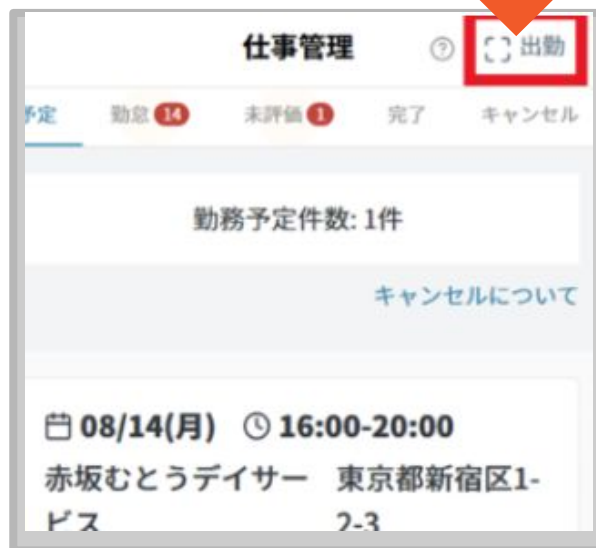 仕事管理
出勤
予定 勤怠 14 未評価 1 完了 キャンセル
勤務予定件数: 1件
キャンセルについて
08/14(月) 16:00-20:00
赤坂むとうデイサー 東京都新宿区1-
ビス 2-3